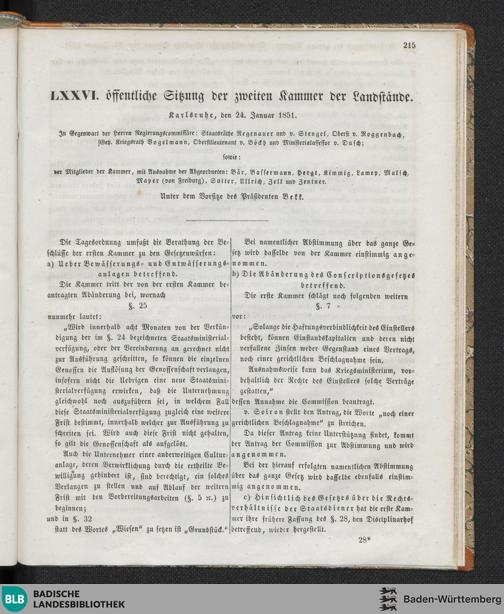 215
LXXVI. öffentliche Sitzung der zweiten Kammer der Landstände.
Karlsruhe, den 24. Januar 1851.
In Gegenwart der Herren Regierungscommissäre: Staatsräthe Regenauer und v. Stengel, Oberst v. Roggenbach,
Kriegsrath Vogelmann, Oberstlieutenant v. Böckh und Ministerialassessor v. Dusch;
sowie:
der Mitglieder der Kammer, mit Ausnahme der Abgeordneten: Bär, Bassermann, Hergt, Kimmig, Lamey, Malsch,
Mayer (von Freiburg), Sotter, Ullrich, Zell und Zentner.
Unter dem Vorsitze des Präsidenten Bekk.
Die Tagesordnung umfaßt die Berathung der Be-
schlüsse der ersten Kammer zu den Gesetzentwürfen:
a) Ueber Bewässerungs- und Entwässerungs-
anlagen betreffend.
Die Kammer tritt der von der ersten Kammer be-
antragten Abänderung bei, wornach
§. 25
nunmehr lautet:
„Wird innerhalb acht Monaten von der Verkün-
digung der im §. 24 bezeichneten Staatsministerial-
verfügung, oder der Vereinbarung an gerechnet nicht
zur Ausführung geschritten, so können die einzelnen
Genossen die Auflösung der Genossenschaft verlangen,
insofern nicht die Uebrigen eine neue Staatsmini-
sterialverfügung erwirken, daß die Unternehmung
gleichwohl noch auszuführen sei, in welchem Fall
diese Staatsministerialverfügung zugleich eine weitere
Frist bestimmt, innerhalb welcher zur Ausführung zu
schreiten sei. Wird auch diese Frist nicht gehalten,
so gilt die Genossenschaft als aufgelöst.
Auch die Unternehmer einer anderweitigen Cultur-
anlage, deren Verwirklichung durch die ertheilte Be-
willigung gehindert ist, sind berechtigt, ein solches
Verlangen zu stellen und auf Ablauf der weitern
Frist mit den Vorbereitungsarbeiten (§. 5 rc.) zu
beginnen;
und in §. 32
statt des Wortes „Wiesen“ zu setzen ist „Grundstück.“
Bei namentlicher Abstimmung über das ganze Ge-
setz wird dasselbe von der Kammer einstimmig ange-
nommen.
b) Die Abänderung des Conscriptionsgesetzes
betreffend.
Die erste Kammer schlägt noch folgenden weitern
§. 7
vor:
„Solange die Haftungsverbindlichkeit des Einstellers
besteht, können Einstandskapitalien und deren nicht
verfallene Zinsen weder Gegenstand eines Vertrags,
noch einer gerichtlichen Beschlagnahme sein.
Ausnahmsweise kann das Kriegsministerium, vor-
behaltlich der Rechte des Einstellers solche Verträge
gestatten,“
dessen Annahme die Commission beantragt.
v. Soiron stellt den Antrag, die Worte „noch einer
gerichtlichen Beschlagnahme“ zu streichen.
Da dieser Antrag keine Unterstützung findet, kommt
der Antrag der Commission zur Abstimmung und wird
angenommen.
Bei der hierauf erfolgten namentlichen Abstimmung
über das ganze Gesetz wird dasselbe ebenfalls einstim-
mig angenommen.
c) Hinsichtlich des Gesetzes über die Rechts-
verhältnisse der Staatsdiener hat die erste Kam-
mer ihre frühere Fassung des §. 28, den Disciplinarhof
betreffend, wieder hergestellt.
28*
BLB BADISCHE
LANDESBIBLIOTHEK
Baden-Württemberg